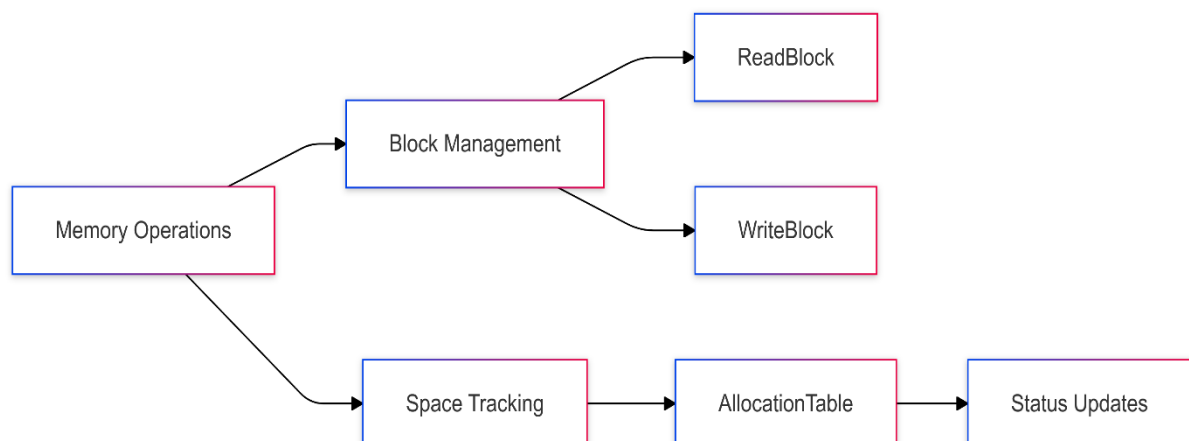 ReadBlock
Block Management
Memory Operations
WriteBlock
Space Tracking
AllocationTable
Status Updates